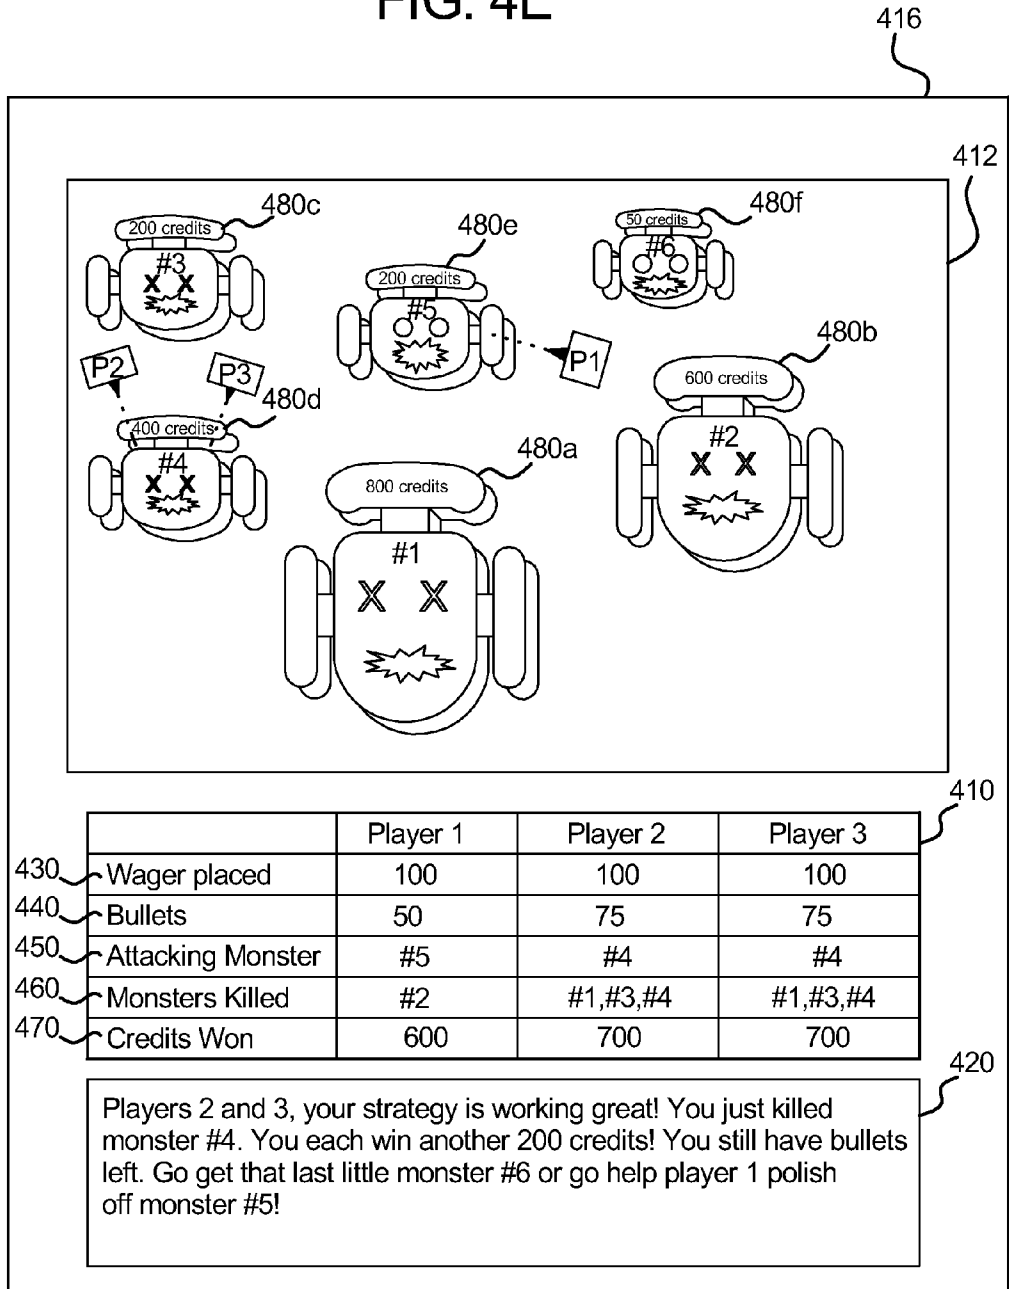 FIG. 4E
416
412
480c
200 credits
#3
480e
200 credits
#5
480f
50 credits
#6
P2
P3
P1
480b
600 credits
#2
480d
400 credits
#4
480a
800 credits
#1
410
Player 1 Player 2 Player 3
430 Wager placed 100 100 100
440 Bullets 50 75 75
450 Attacking Monster #5 #4 #4
460 Monsters Killed #2 #1,#3,#4 #1,#3,#4
470 Credits Won 600 700 700
420
Players 2 and 3, your strategy is working great! You just killed
monster #4. You each win another 200 credits! You still have bullets
left. Go get that last little monster #6 or go help player 1 polish
off monster #5!